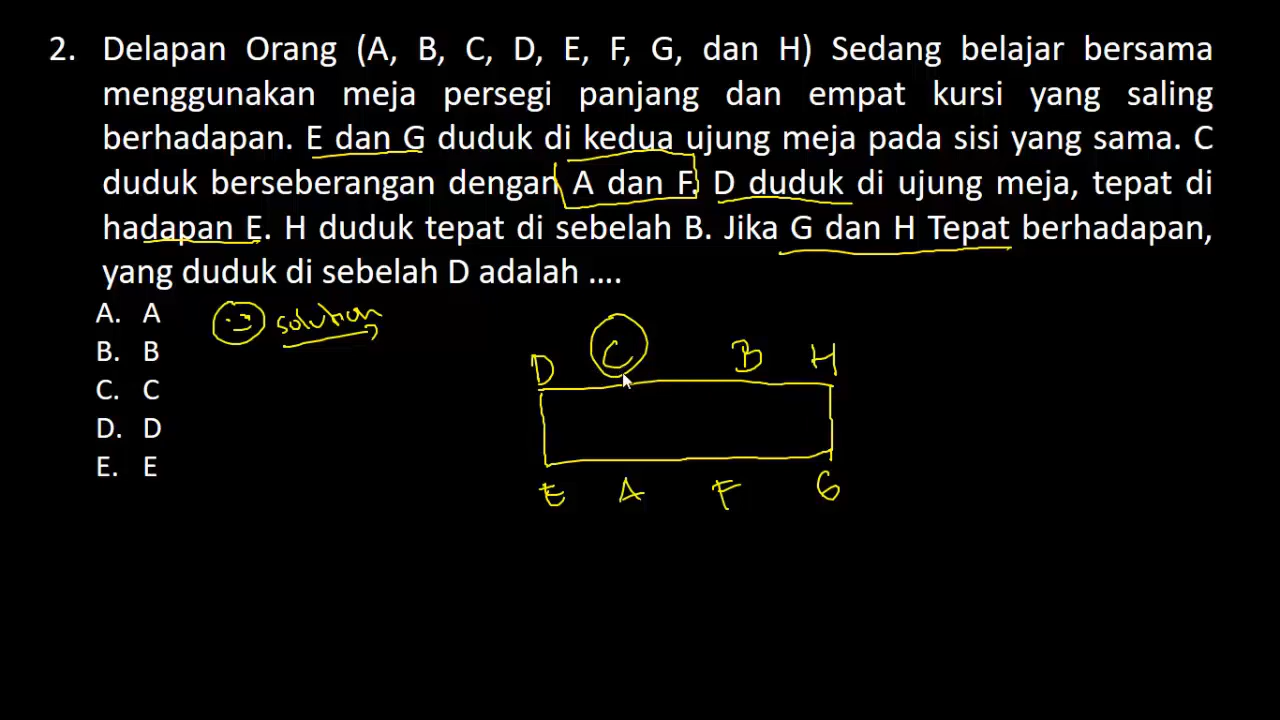 2. Delapan Orang (A, B, C, D, E, F, G, dan H) Sedang belajar bersama
menggunakan meja persegi panjang dan empat kursi yang saling
berhadapan. E dan G duduk di kedua ujung meja pada sisi yang sama. C
duduk berseberangan dengan A dan F. D duduk di ujung meja, tepat di
hadapan E. H duduk tepat di sebelah B. Jika G dan H Tepat berhadapan,
yang duduk di sebelah D adalah ....
A. A
B. B
C. C
D. D
E. E
solution
D C B H
E A F G